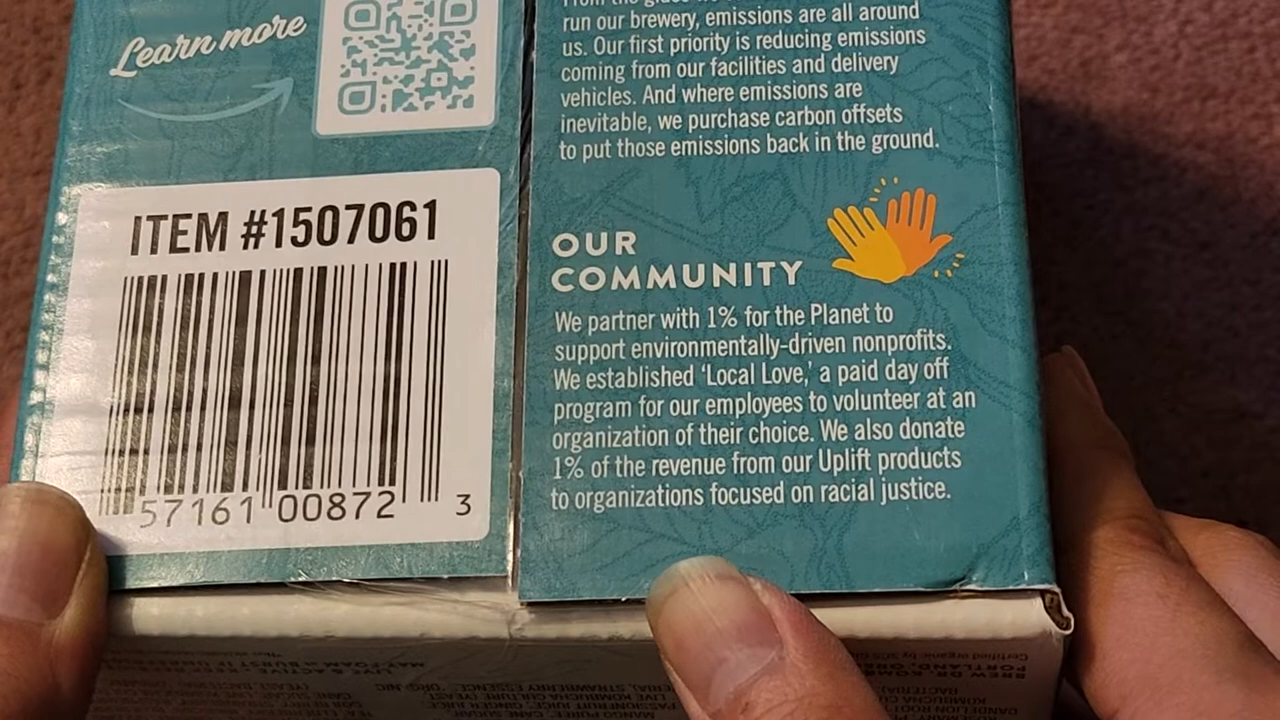 Learn more
ITEM #1507061
57161 00872 3
run our brewery, emissions are all around
us. Our first priority is reducing emissions
coming from our facilities and delivery
vehicles. And where emissions are
inevitable, we purchase carbon offsets
to put those emissions back in the ground.
OUR
COMMUNITY
We partner with 1% for the Planet to
support environmentally-driven nonprofits.
We established ‘Local Love,’ a paid day off
program for our employees to volunteer at an
organization of their choice. We also donate
1% of the revenue from our Uplift products
to organizations focused on racial justice.